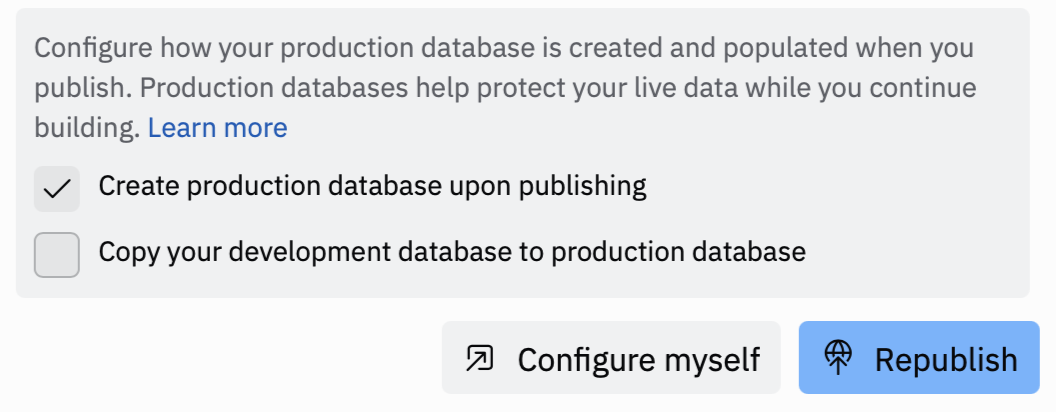 Configure how your production database is created and populated when you
publish. Production databases help protect your live data while you continue
building. Learn more
Create production database upon publishing
Copy your development database to production database
Configure myself
Republish